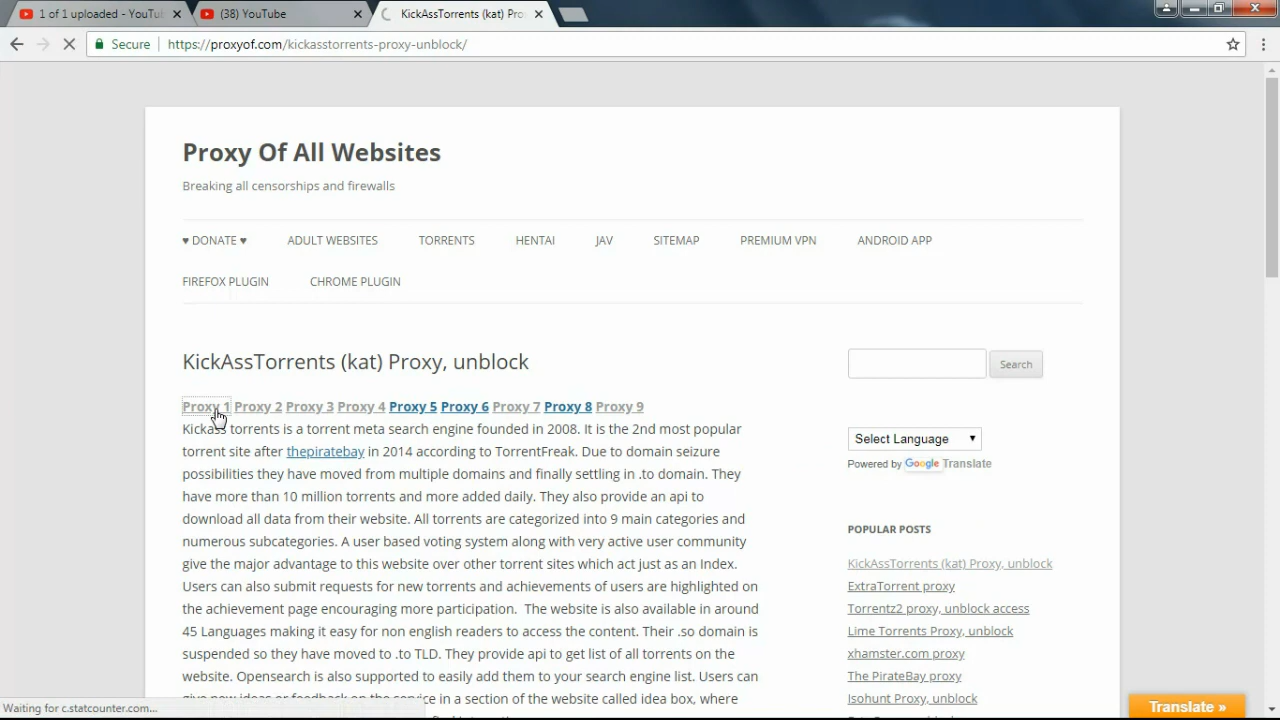 1 of 1 uploaded - YouTu
(38) YouTube
KickAssTorrents (kat) Pro
Secure
https://proxyof.com/kickasstorrents-proxy-unblock/
Proxy Of All Websites
Breaking all censorships and firewalls
♥ DONATE ♥ ADULT WEBSITES TORRENTS HENTAI JAV SITEMAP PREMIUM VPN ANDROID APP
FIREFOX PLUGIN CHROME PLUGIN
KickAssTorrents (kat) Proxy, unblock
Proxy 1 Proxy 2 Proxy 3 Proxy 4 Proxy 5 Proxy 6 Proxy 7 Proxy 8 Proxy 9
Kickass torrents is a torrent meta search engine founded in 2008. It is the 2nd most popular
torrent site after thepiratebay in 2014 according to TorrentFreak. Due to domain seizure
possibilities they have moved from multiple domains and finally settling in .to domain. They
have more than 10 million torrents and more added daily. They also provide an api to
download all data from their website. All torrents are categorized into 9 main categories and
numerous subcategories. A user based voting system along with very active user community
give the major advantage to this website over other torrent sites which act just as an Index.
Users can also submit requests for new torrents and achievements of users are highlighted on
the achievement page encouraging more participation. The website is also available in around
45 Languages making it easy for non english readers to access the content. Their .so domain is
suspended so they have moved to .to TLD. They provide api to get list of all torrents on the
website. Opensearch is also supported to easily add them to your search engine list. Users can
give new ideas or feedback on the service in a section of the website called idea box, where
Search
Select Language
Powered by Google Translate
POPULAR POSTS
KickAssTorrents (kat) Proxy, unblock
ExtraTorrent proxy
Torrentz2 proxy, unblock access
Lime Torrents Proxy, unblock
xhamster.com proxy
The PirateBay proxy
Isohunt Proxy, unblock
Translate »
Waiting for c.statcounter.com...